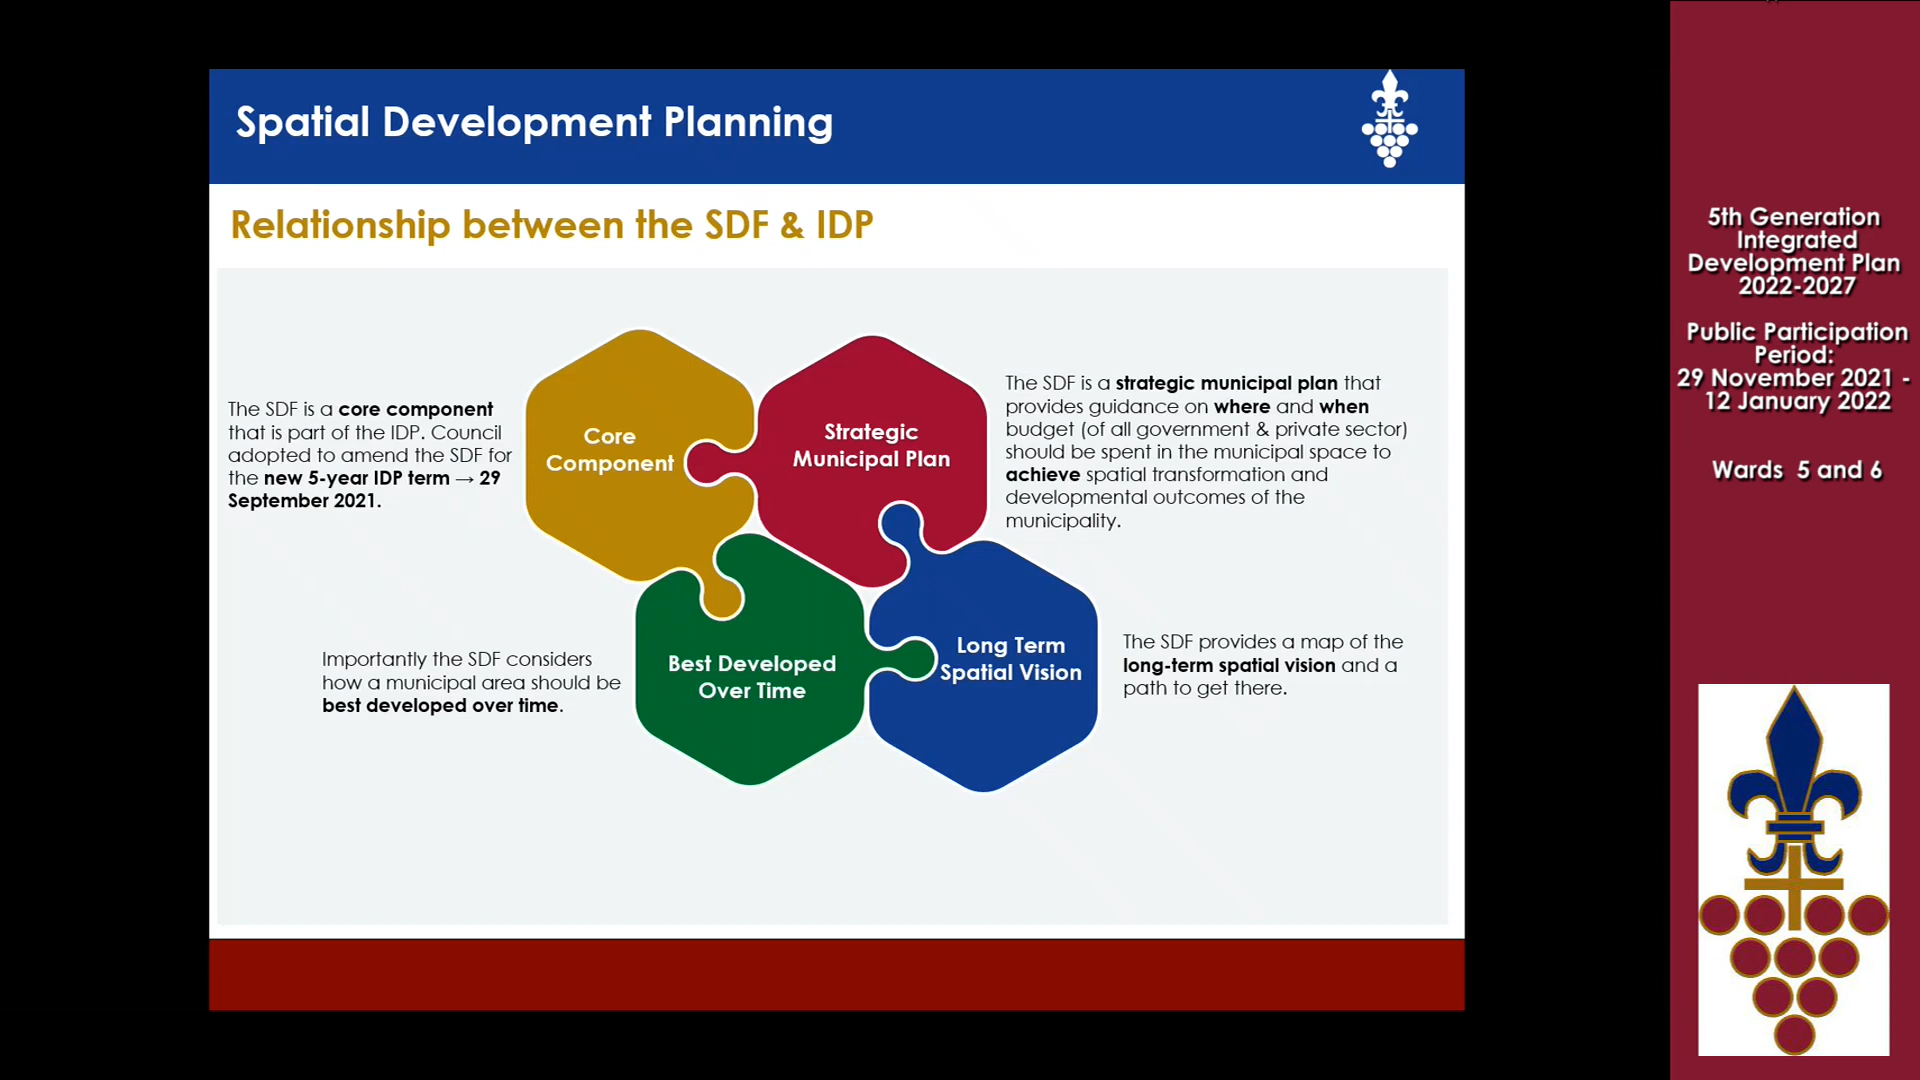 Spatial Development Planning
Relationship between the SDF & IDP
The SDF is a core component
that is part of the IDP. Council
adopted to amend the SDF for
the new 5-year IDP term → 29
September 2021.
Core
Component
Strategic
Municipal Plan
The SDF is a strategic municipal plan that
provides guidance on where and when
budget (of all government & private sector)
should be spent in the municipal space to
achieve spatial transformation and
developmental outcomes of the
municipality.
Importantly the SDF considers
how a municipal area should be
best developed over time.
Best Developed
Over Time
Long Term
Spatial Vision
The SDF provides a map of the
long-term spatial vision and a
path to get there.
5th Generation
Integrated
Development Plan
2022-2027
Public Participation
Period:
29 November 2021 -
12 January 2022
Wards 5 and 6